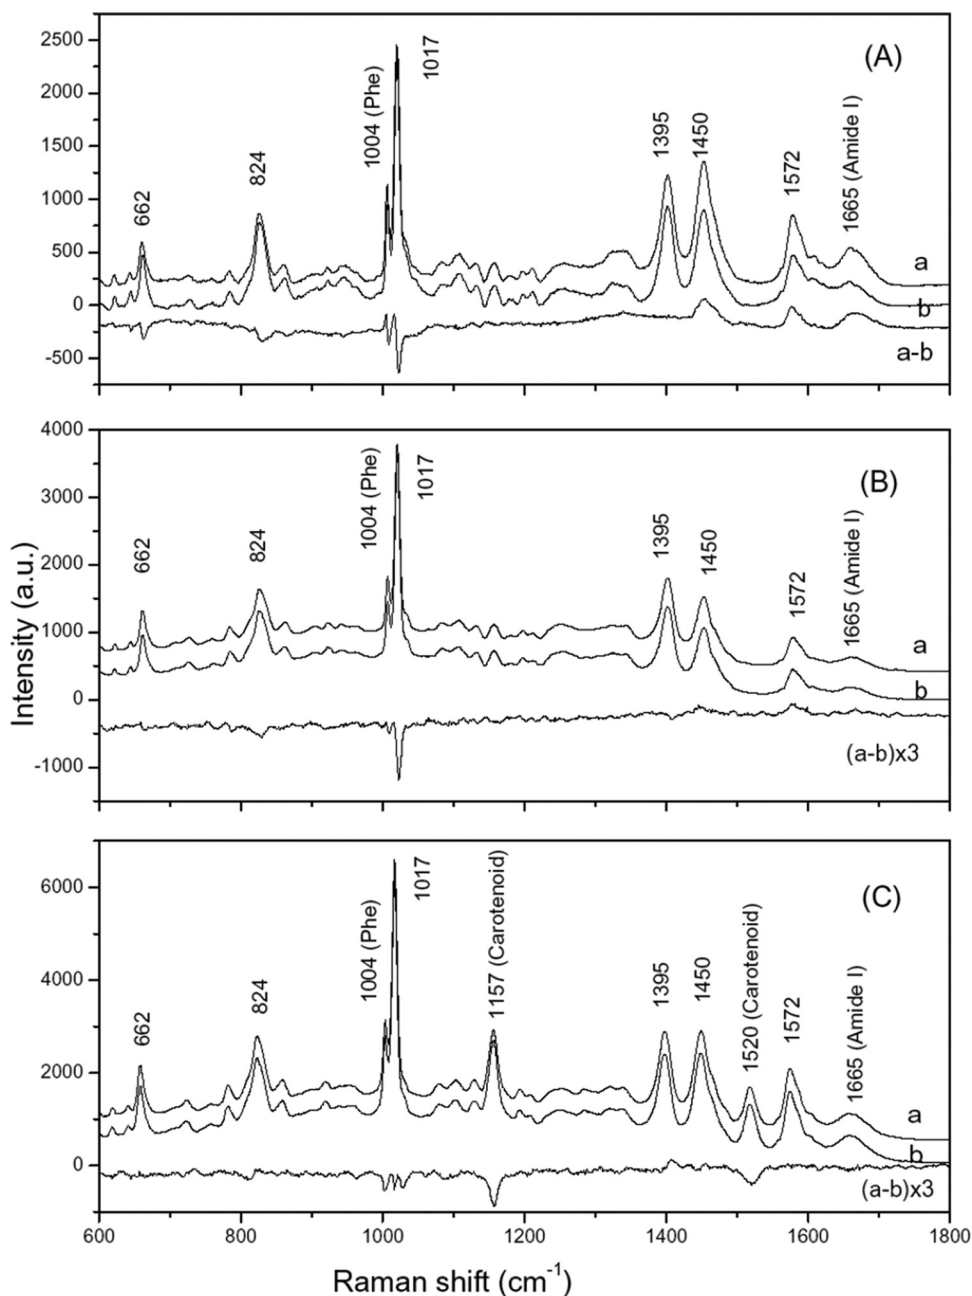 2500
2000
1500
1000
500
0
-500
662
824
1004 (Phe)
1017
1395
1450
1572
1665 (Amide I)
(A)
a
b
a-b
4000
3000
2000
1000
0
-1000
662
824
1004 (Phe)
1017
1395
1450
1572
1665 (Amide I)
(B)
a
b
(a-b)x3
Intensity (a.u.)
6000
4000
2000
0
662
824
1004 (Phe)
1017
1157 (Carotenoid)
1395
1450
1520 (Carotenoid)
1572
1665 (Amide I)
(C)
a
b
(a-b)x3
600 800 1000 1200 1400 1600 1800
Raman shift (cm⁻¹)